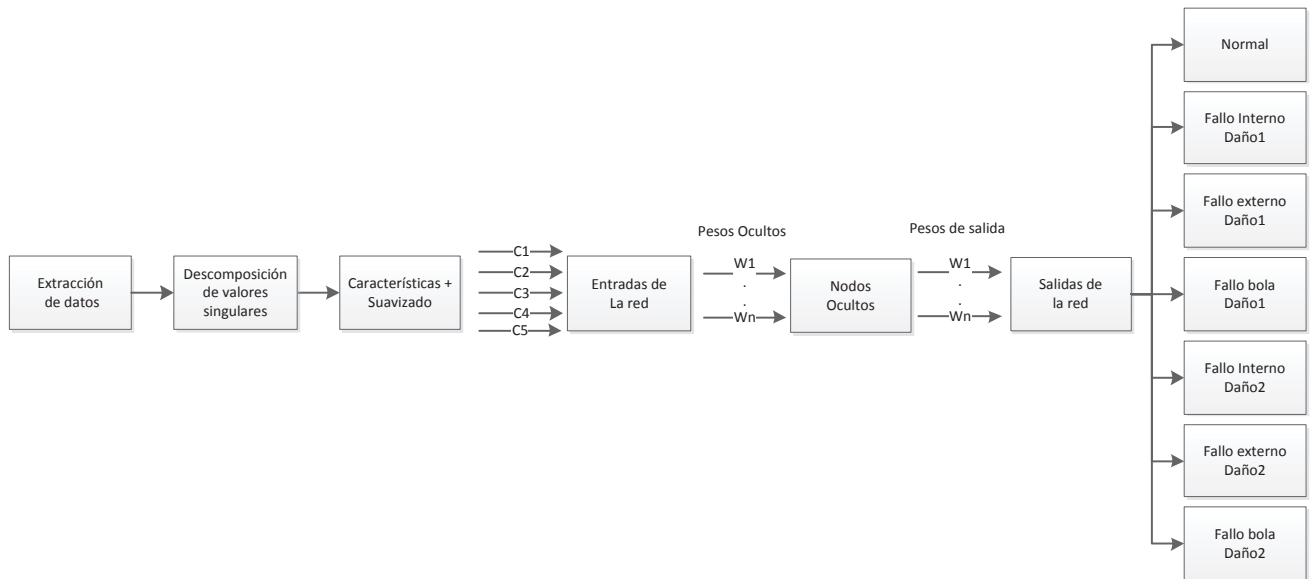 Extracción
de datos
Descomposición
de valores
singulares
Características +
Suavizado
C1
C2
C3
C4
C5
Entradas de
La red
Pesos Ocultos
W1
.
.
Wn
Nodos
Ocultos
Pesos de salida
W1
.
.
Wn
Salidas de
la red
Normal
Fallo Interno
Daño1
Fallo externo
Daño1
Fallo bola
Daño1
Fallo Interno
Daño2
Fallo externo
Daño2
Fallo bola
Daño2